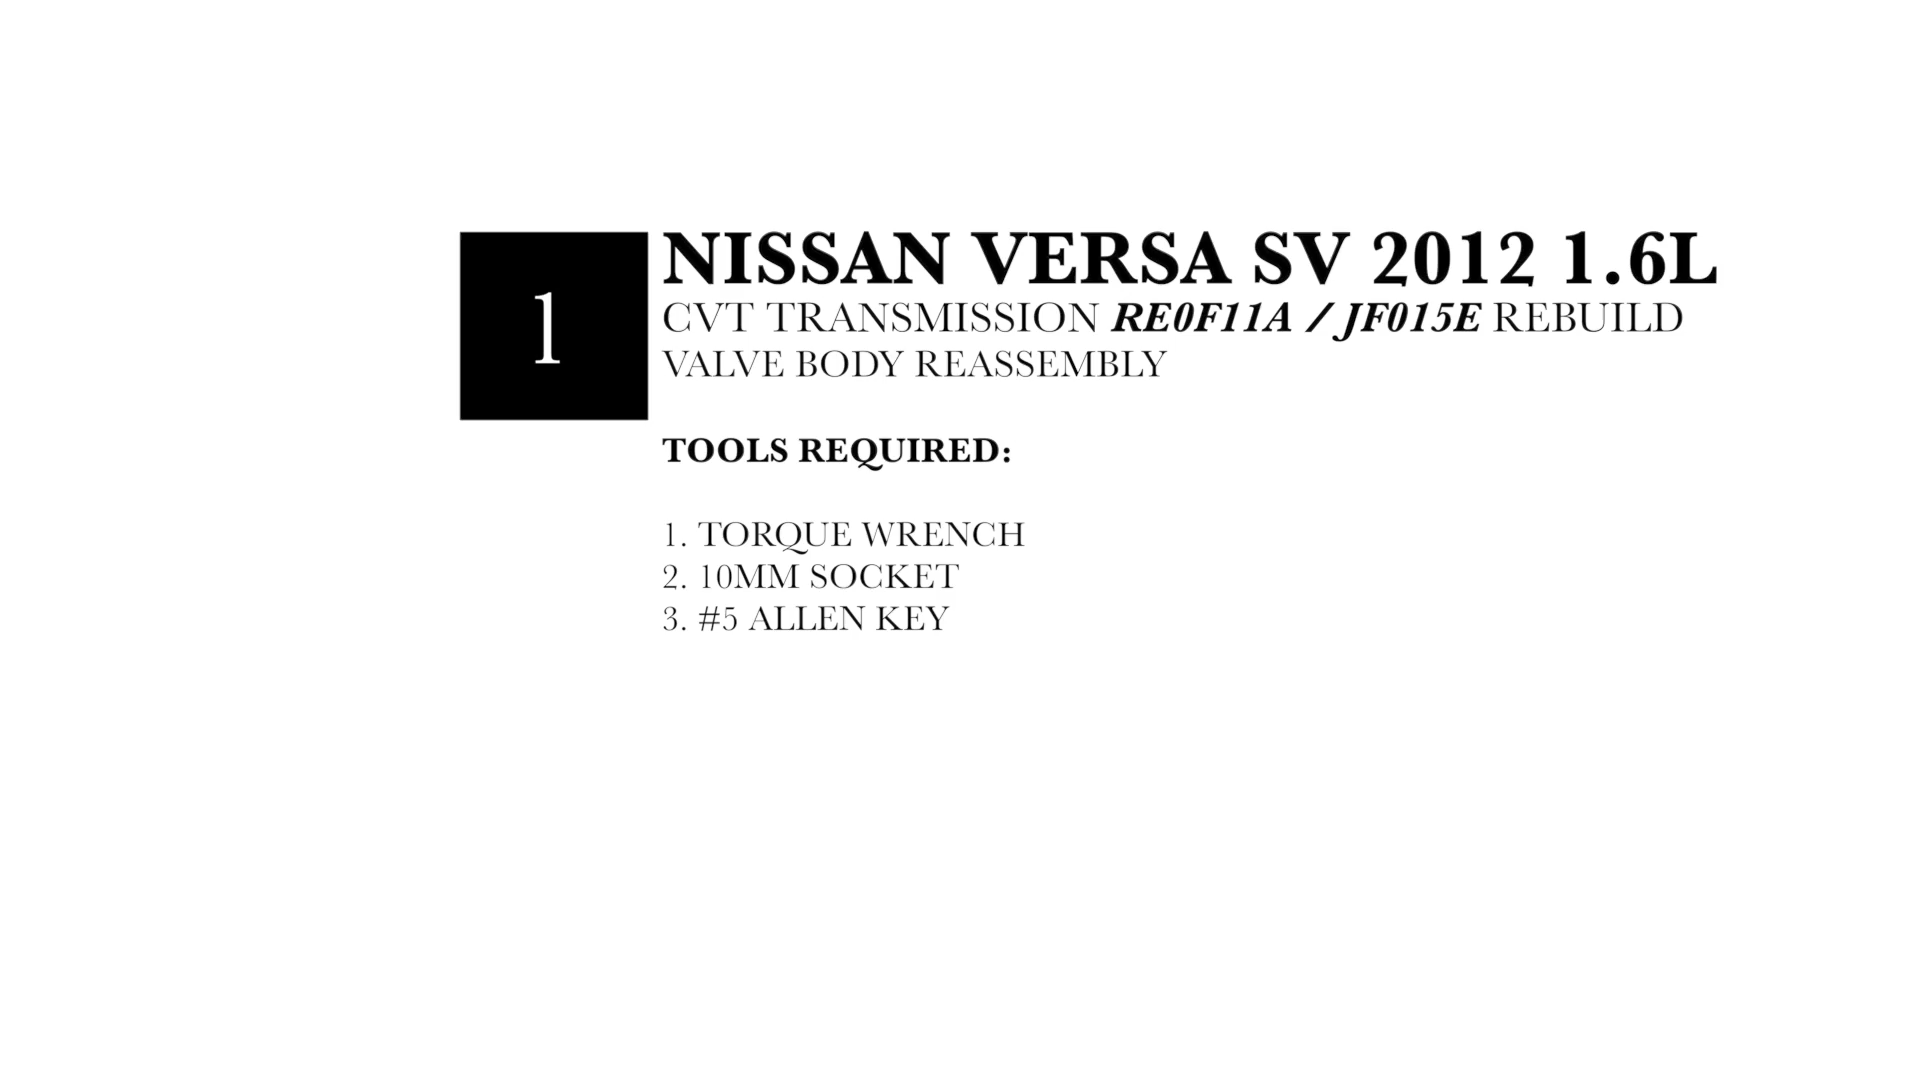 1
NISSAN VERSA SV 2012 1.6L
CVT TRANSMISSION RE0F11A / JF015E REBUILD
VALVE BODY REASSEMBLY
TOOLS REQUIRED:
1. TORQUE WRENCH
2. 10MM SOCKET
3. #5 ALLEN KEY